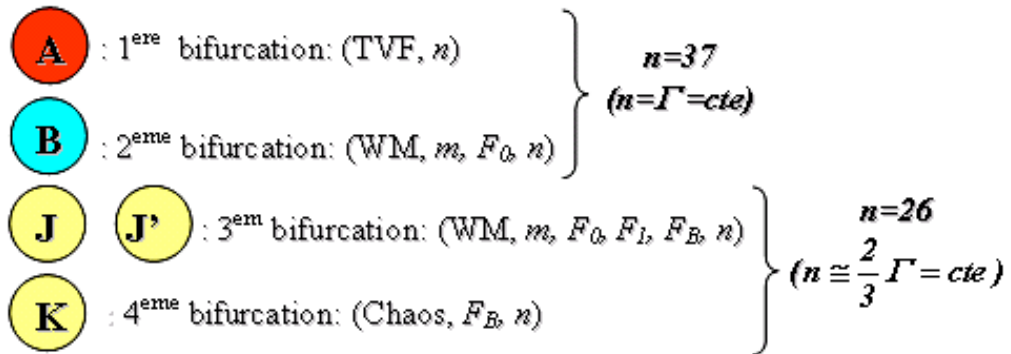 A : 1ere bifurcation: (TVF, n)
n=37
(n=Γ=cte)
B : 2eme bifurcation: (WM, m, F0, n)
J J’ : 3em bifurcation: (WM, m, F0, F1, FB, n)
n=26
(n ≅ 2/3 Γ = cte )
K : 4eme bifurcation: (Chaos, FB, n)